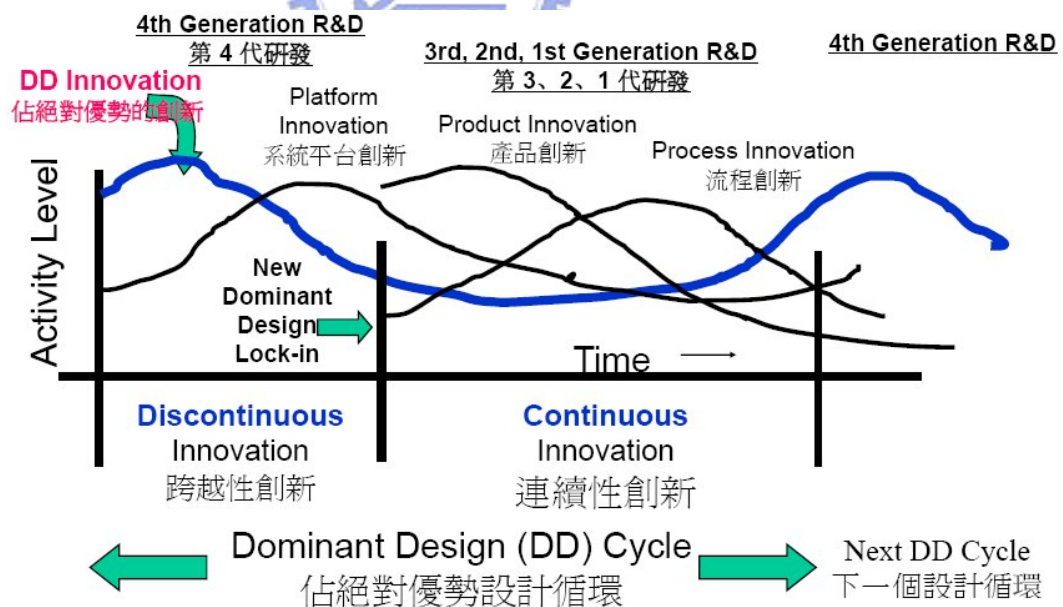 4th Generation R&D
第 4 代研發
3rd, 2nd, 1st Generation R&D
第 3、2、1 代研發
4th Generation R&D
DD Innovation
佔絕對優勢的創新
Platform
Innovation
系統平台創新
Product Innovation
產品創新
Process Innovation
流程創新
Activity Level
New
Dominant
Design
Lock-in
Time
Discontinuous
Innovation
跨越性創新
Continuous
Innovation
連續性創新
Dominant Design (DD) Cycle
佔絕對優勢設計循環
Next DD Cycle
下一個設計循環